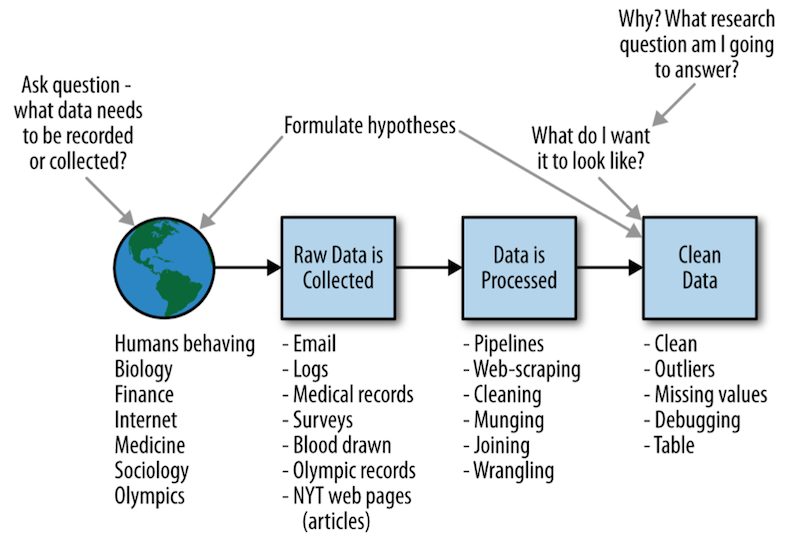 Why? What research
question am I going
to answer?
Ask question -
what data needs
to be recorded
or collected?
Formulate hypotheses
What do I want
it to look like?
Raw Data is
Collected
Data is
Processed
Clean
Data
Humans behaving
Biology
Finance
Internet
Medicine
Sociology
Olympics
- Email
- Logs
- Medical records
- Surveys
- Blood drawn
- Olympic records
- NYT web pages
(articles)
- Pipelines
- Web-scraping
- Cleaning
- Munging
- Joining
- Wrangling
- Clean
- Outliers
- Missing values
- Debugging
- Table